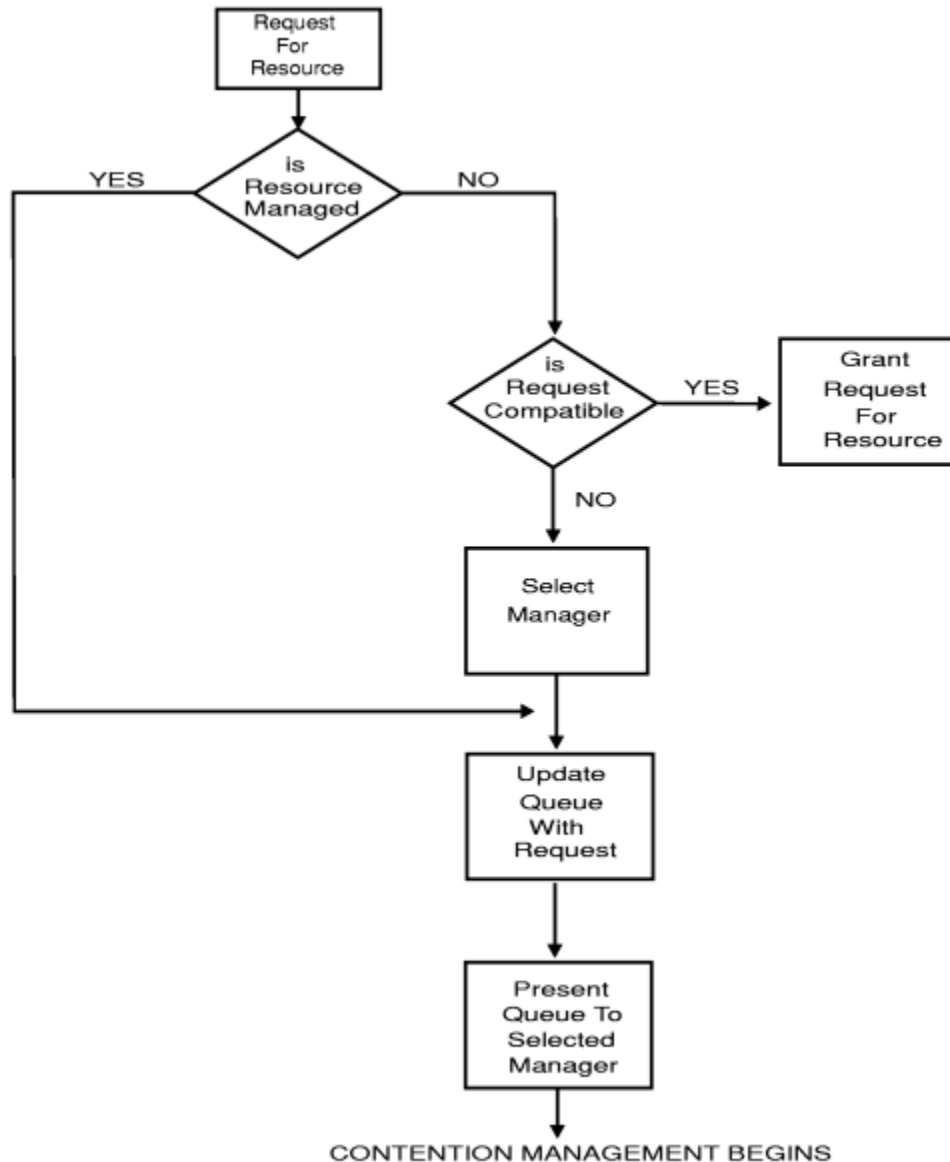 Request
For
Resource
is
Resource
Managed
YES
NO
is
Request
Compatible
YES
Grant
Request
For
Resource
NO
Select
Manager
Update
Queue
With
Request
Present
Queue To
Selected
Manager
CONTENTION MANAGEMENT BEGINS